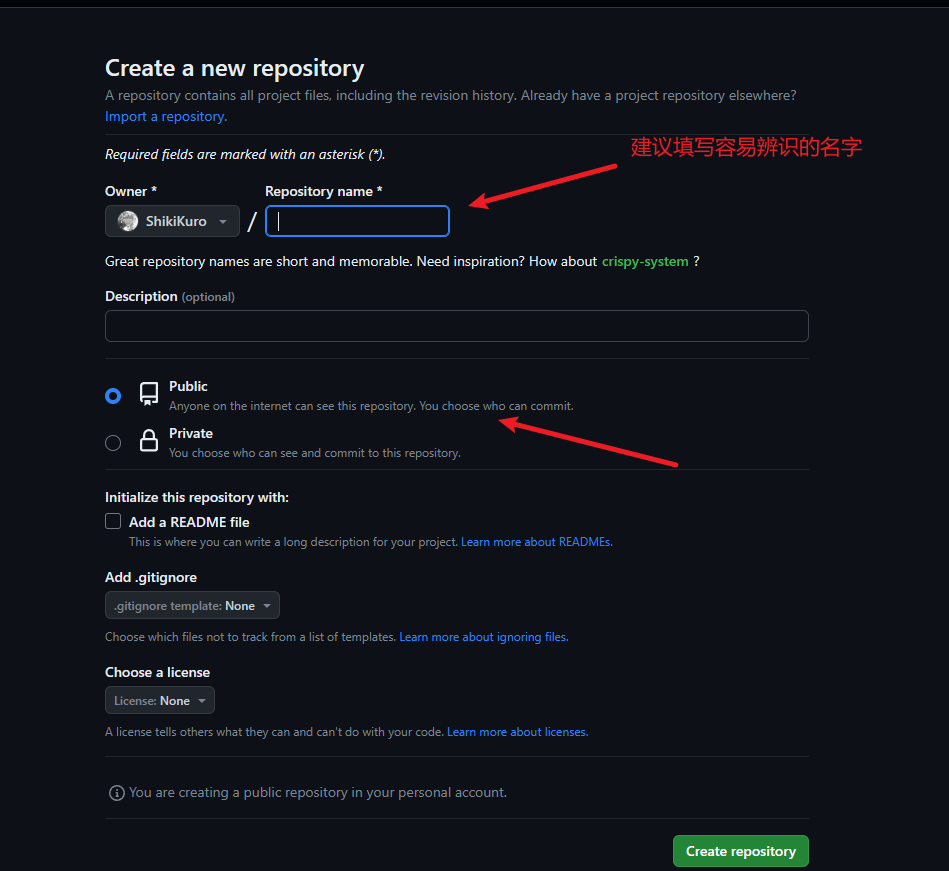 Create a new repository
A repository contains all project files, including the revision history. Already have a project repository elsewhere?
Import a repository.
Required fields are marked with an asterisk (*).
建议填写容易辨识的名字
Owner * Repository name *
ShikiKuro /
Great repository names are short and memorable. Need inspiration? How about crispy-system ?
Description (optional)
Public
Anyone on the internet can see this repository. You choose who can commit.
Private
You choose who can see and commit to this repository.
Initialize this repository with:
Add a README file
This is where you can write a long description for your project. Learn more about READMEs.
Add .gitignore
.gitignore template: None
Choose which files not to track from a list of templates. Learn more about ignoring files.
Choose a license
License: None
A license tells others what they can and can't do with your code. Learn more about licenses.
You are creating a public repository in your personal account.
Create repository